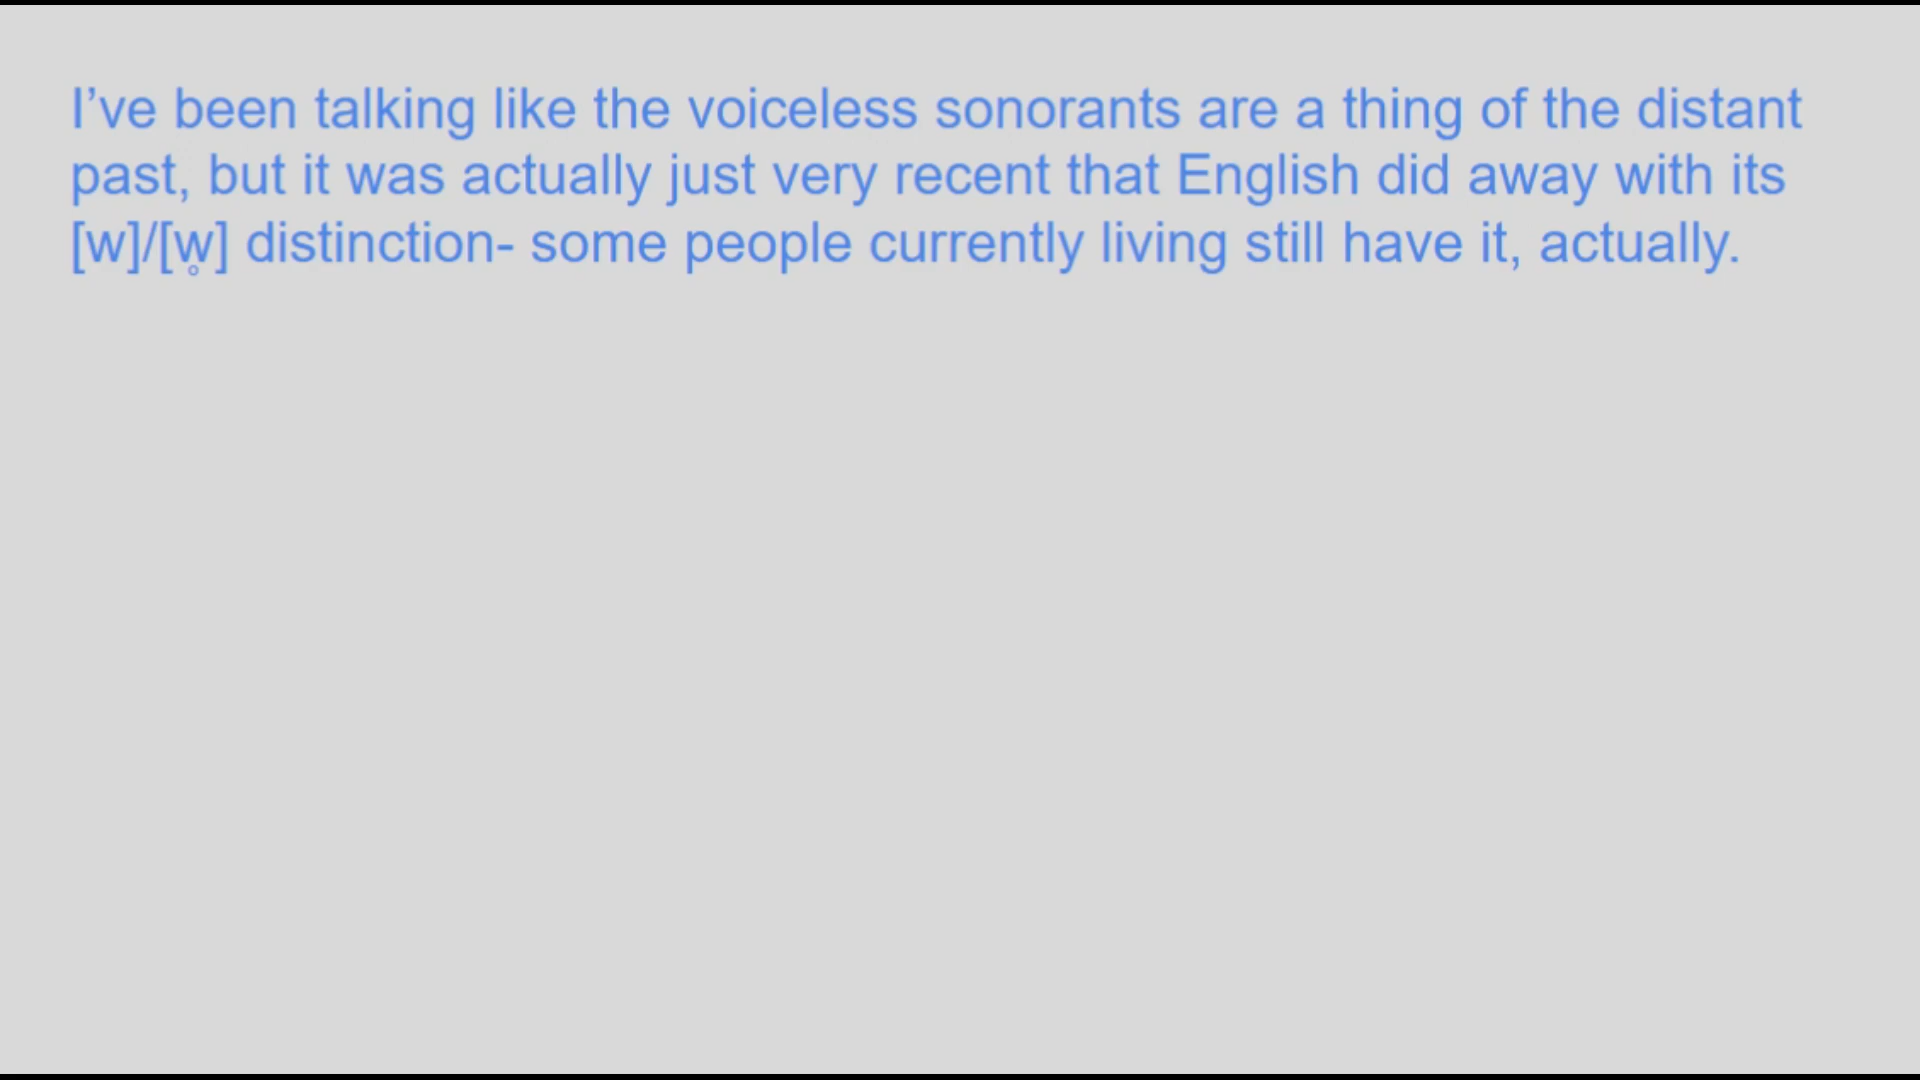 I’ve been talking like the voiceless sonorants are a thing of the distant
past, but it was actually just very recent that English did away with its
[w]/[w̥] distinction- some people currently living still have it, actually.